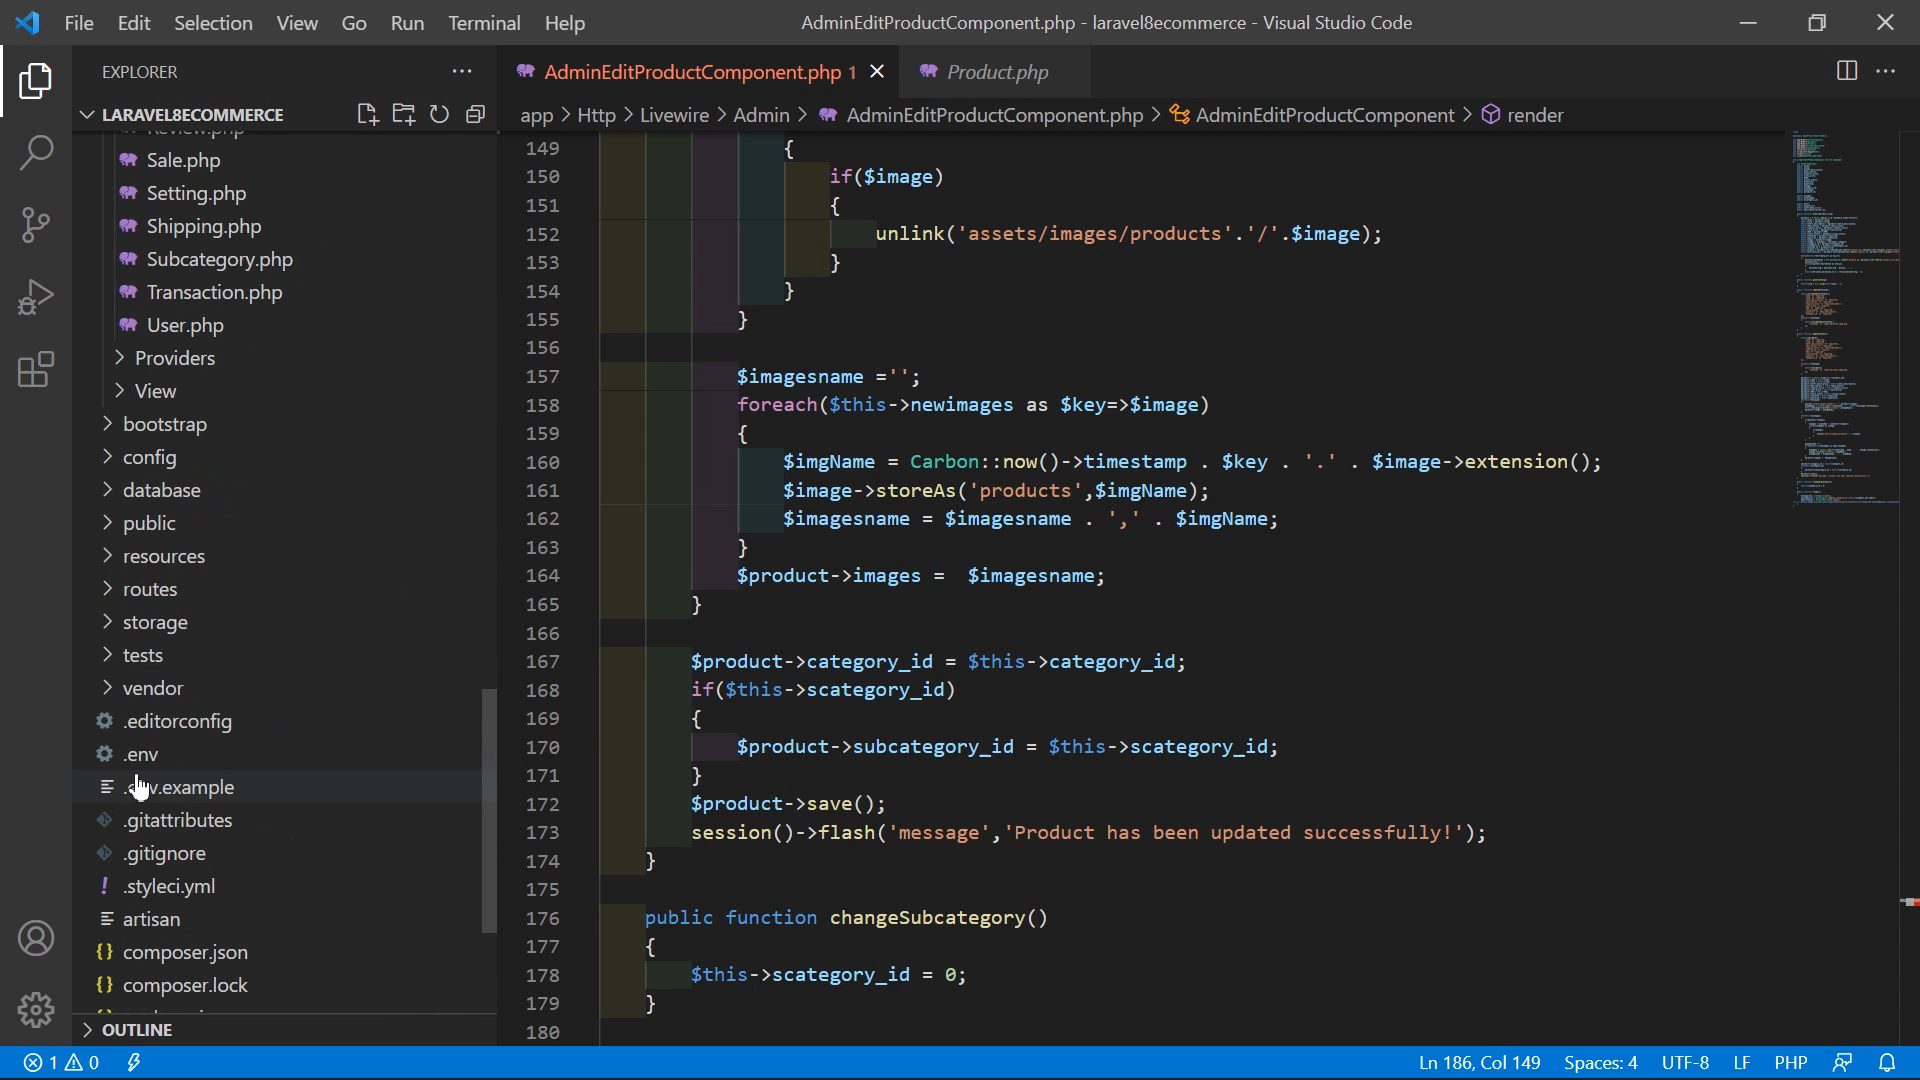 File Edit Selection View Go Run Terminal Help
AdminEditProductComponent.php - laravel8ecommerce - Visual Studio Code
EXPLORER
LARAVEL8ECOMMERCE
Review.php
Sale.php
Setting.php
Shipping.php
Subcategory.php
Transaction.php
User.php
Providers
View
bootstrap
config
database
public
resources
routes
storage
tests
vendor
.editorconfig
.env
.env.example
.gitattributes
.gitignore
.styleci.yml
artisan
composer.json
composer.lock
OUTLINE
AdminEditProductComponent.php 1
Product.php
app > Http > Livewire > Admin > AdminEditProductComponent.php > AdminEditProductComponent > render
149 {
150 if($image)
151 {
152 unlink('assets/images/products'.'/'.$image);
153 }
154 }
155 }
156
157 $imagesname ='';
158 foreach($this->newimages as $key=>$image)
159 {
160 $imgName = Carbon::now()->timestamp . $key . '.' . $image->extension();
161 $image->storeAs('products',$imgName);
162 $imagesname = $imagesname . ',' . $imgName;
163 }
164 $product->images =  $imagesname;
165 }
166
167 $product->category_id = $this->category_id;
168 if($this->scategory_id)
169 {
170 $product->subcategory_id = $this->scategory_id;
171 }
172 $product->save();
173 session()->flash('message','Product has been updated successfully!');
174 }
175
176 public function changeSubcategory()
177 {
178 $this->scategory_id = 0;
179 }
180
1 0
Ln 186, Col 149 Spaces: 4 UTF-8 LF PHP